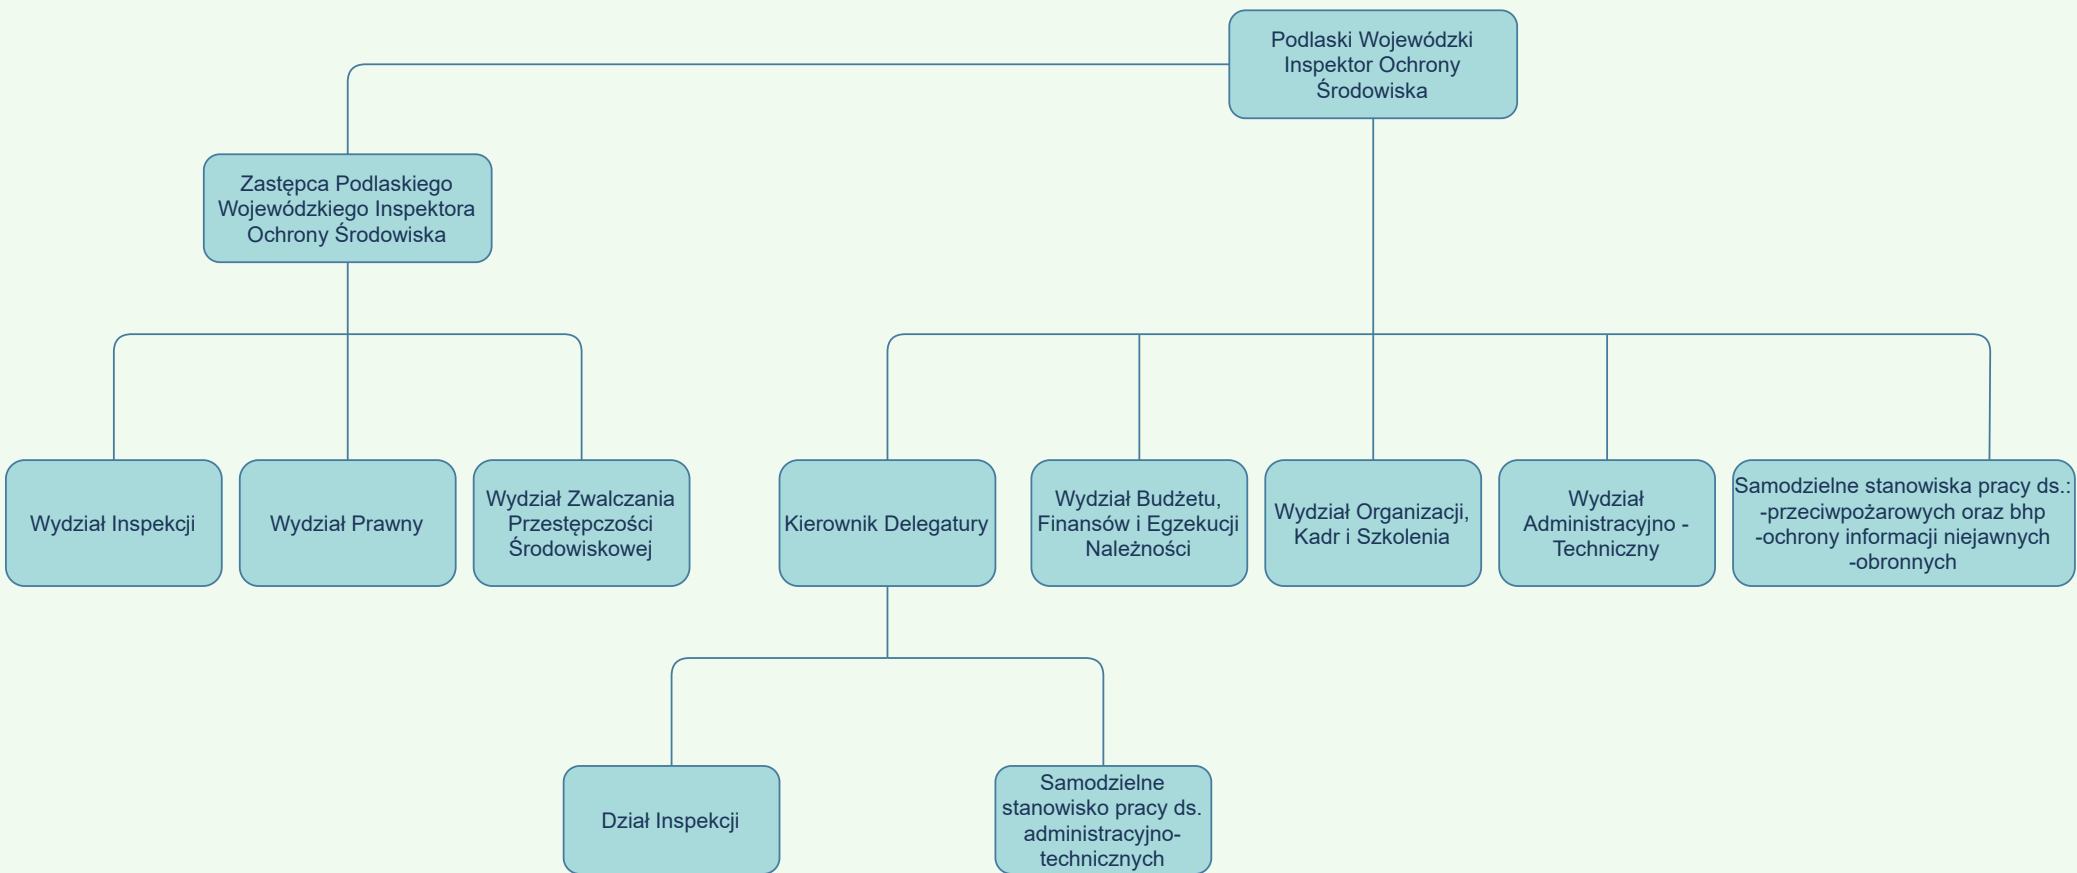 Podlaski Wojewódzki
Inspektor Ochrony
Środowiska
Zastępca Podlaskiego
Wojewódzkiego Inspektora
Ochrony Środowiska
Wydział Inspekcji
Wydział Prawny
Wydział Zwalczania
Przestępczości
Środowiskowej
Kierownik Delegatury
Wydział Budżetu,
Finansów i Egzekucji
Należności
Wydział Organizacji,
Kadr i Szkolenia
Wydział
Administracyjno -
Techniczny
Samodzielne stanowiska pracy ds.:
-przeciwpożarowych oraz bhp
-ochrony informacji niejawnych
-obronnych
Dział Inspekcji
Samodzielne
stanowisko pracy ds.
administracyjno-
technicznych